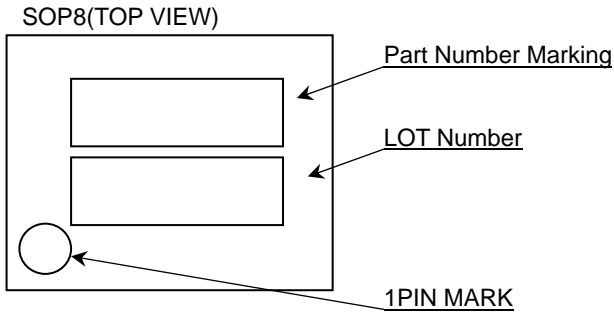 SOP8(TOP VIEW)
Part Number Marking
LOT Number
1PIN MARK